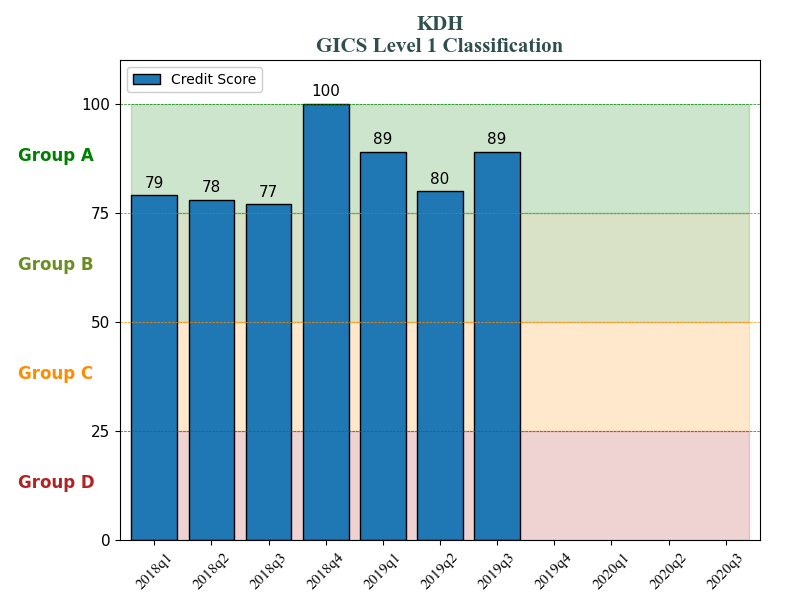 KDH
GICS Level 1 Classification
Credit Score
100
Group A
75
Group B
50
Group C
25
Group D
0
79
78
77
100
89
80
89
2018q1
2018q2
2018q3
2018q4
2019q1
2019q2
2019q3
2019q4
2020q1
2020q2
2020q3